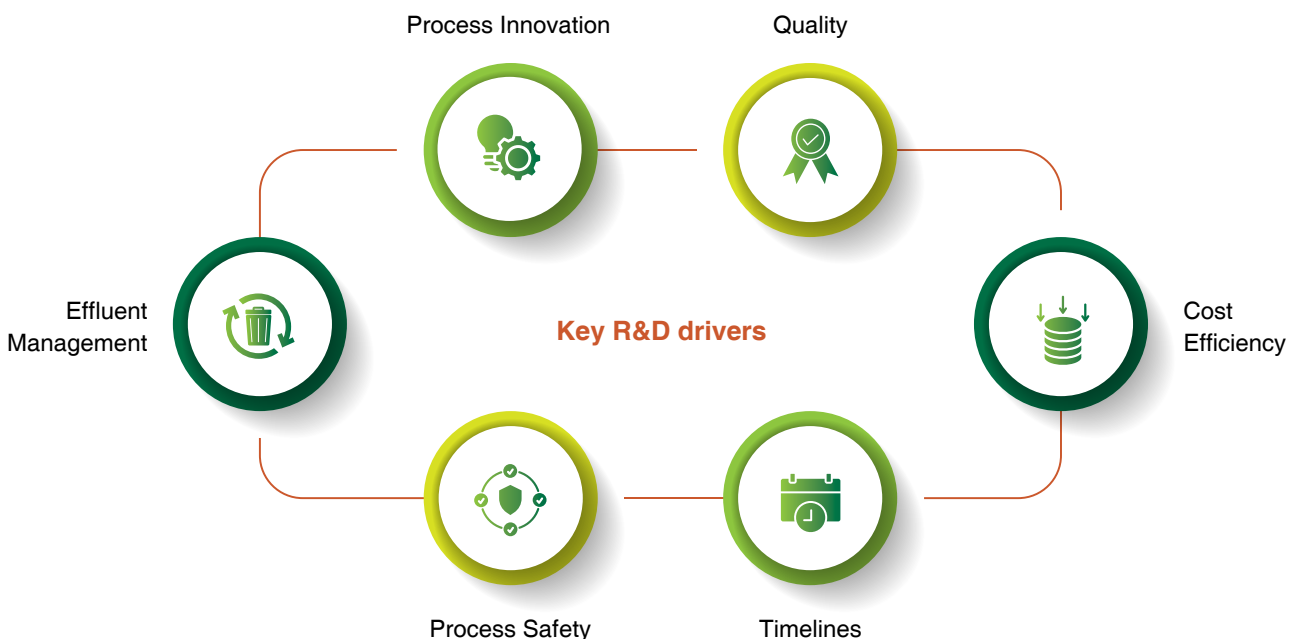 Process Innovation
Quality
Effluent
Management
Key R&D drivers
Cost
Efficiency
Process Safety
Timelines